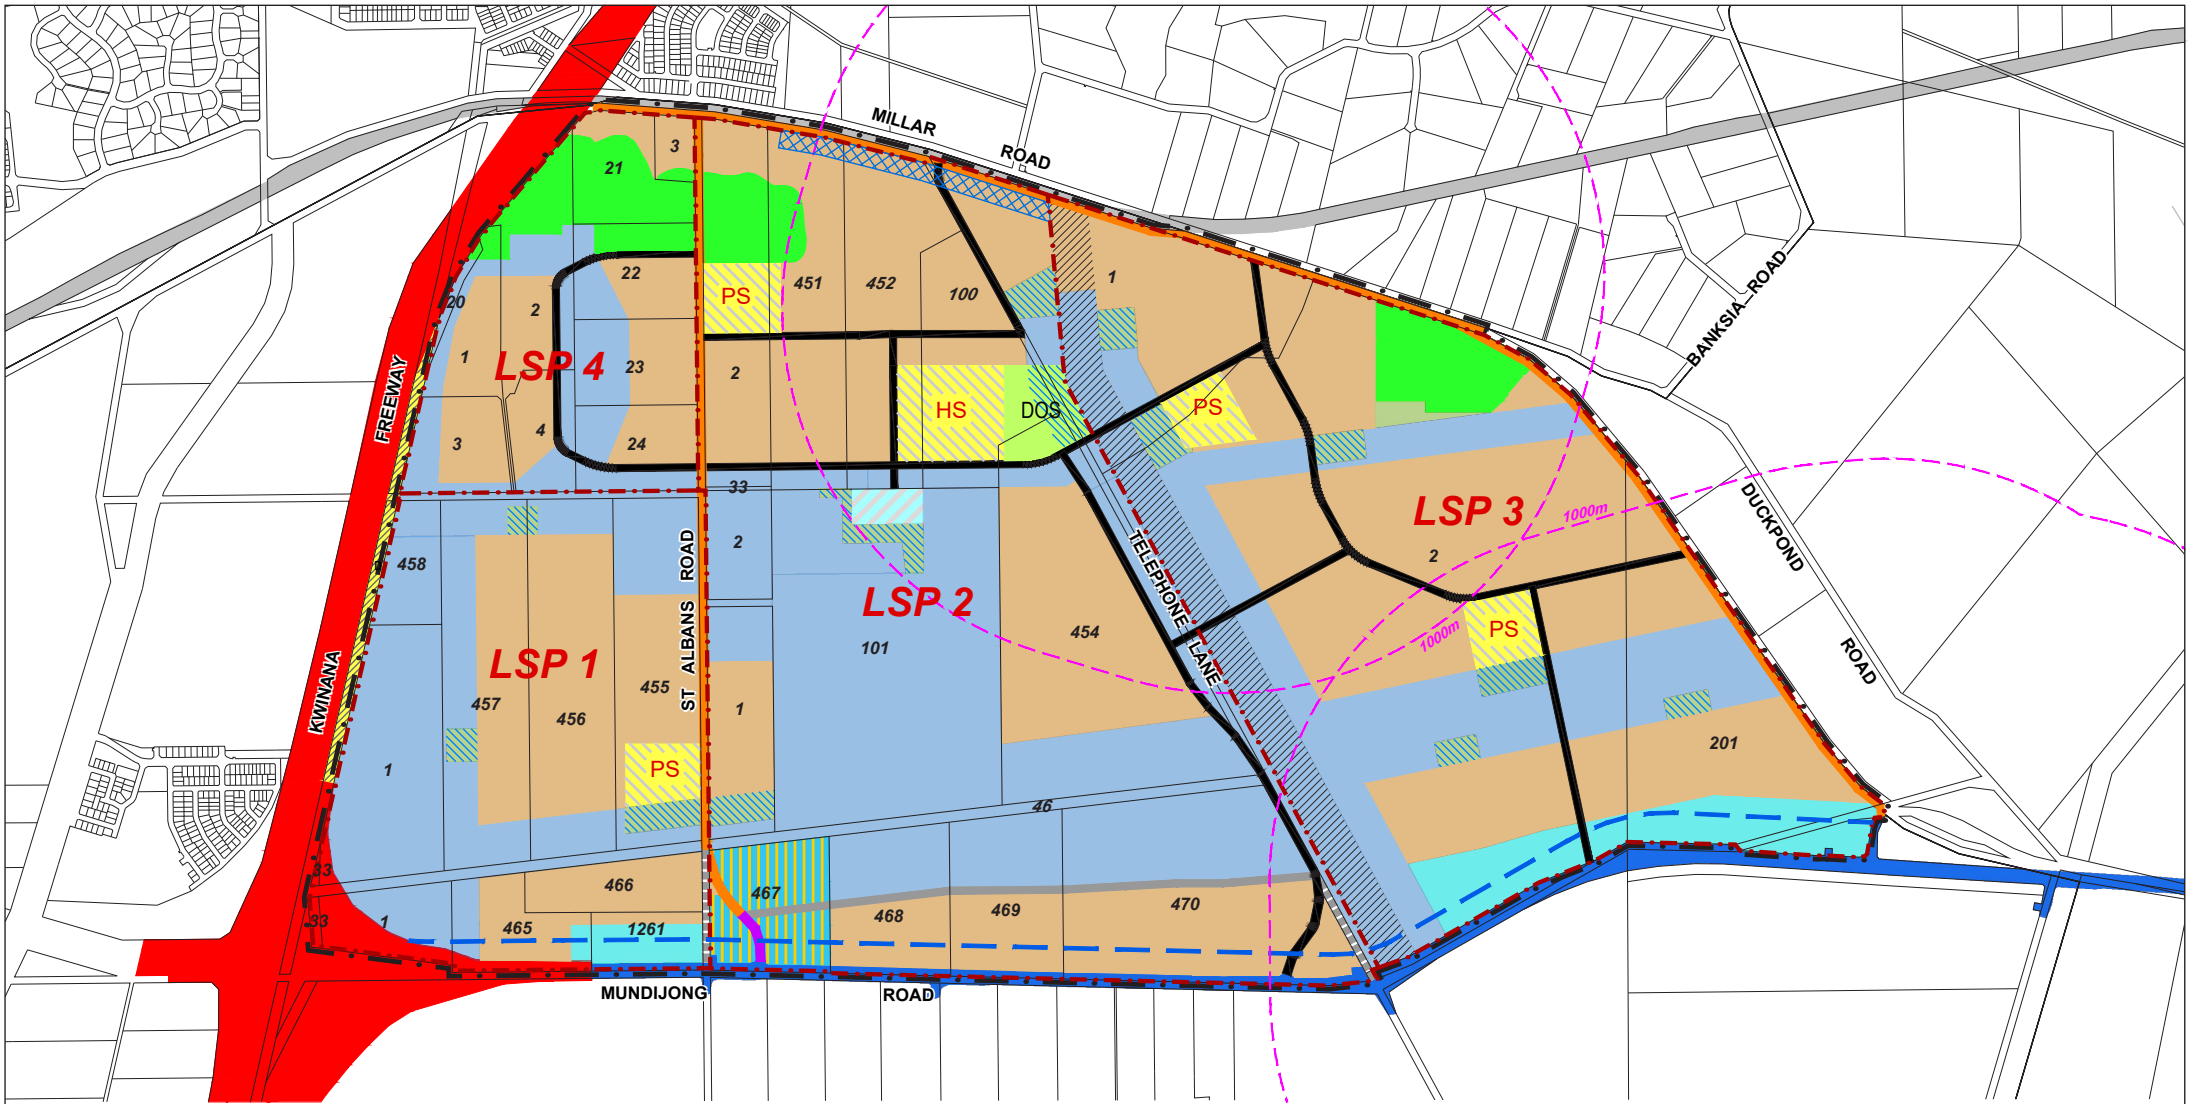 MILLAR
ROAD
3
21
22
20
2
PS
451
452
100
1
BANKSIA ROAD
1
LSP 4
23
2
HS
DOS
PS
FREEWAY
3
4
24
33
LSP 3
1000m
2
DUCKPOND
ROAD
458
2
ST ALBANS ROAD
LSP 2
TELEPHONE LANE
1000m
PS
101
454
LSP 1
KWINANA
457
456
455
1
PS
1
201
46
33
33
1
465
466
1261
467
468
469
470
MUNDIJONG
ROAD